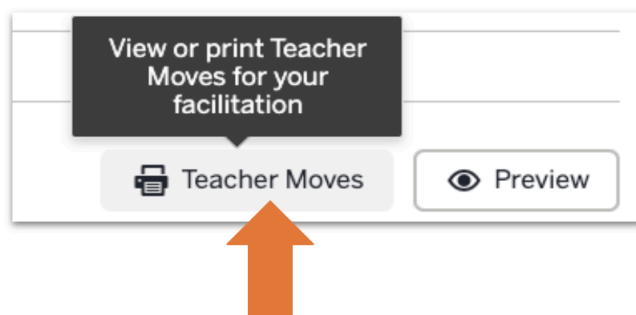 View or print Teacher
Moves for your
facilitation
Teacher Moves
Preview